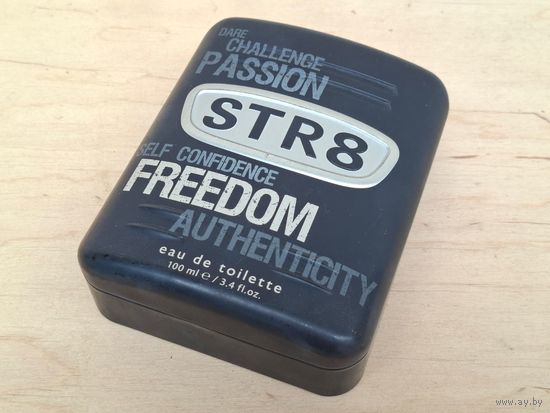 DARE
CHALLENGE
PASSION
STR8
SELF CONFIDENCE
FREEDOM
AUTHENTICITY
eau de toilette
100 ml e / 3.4 fl.oz.
www.ay.by